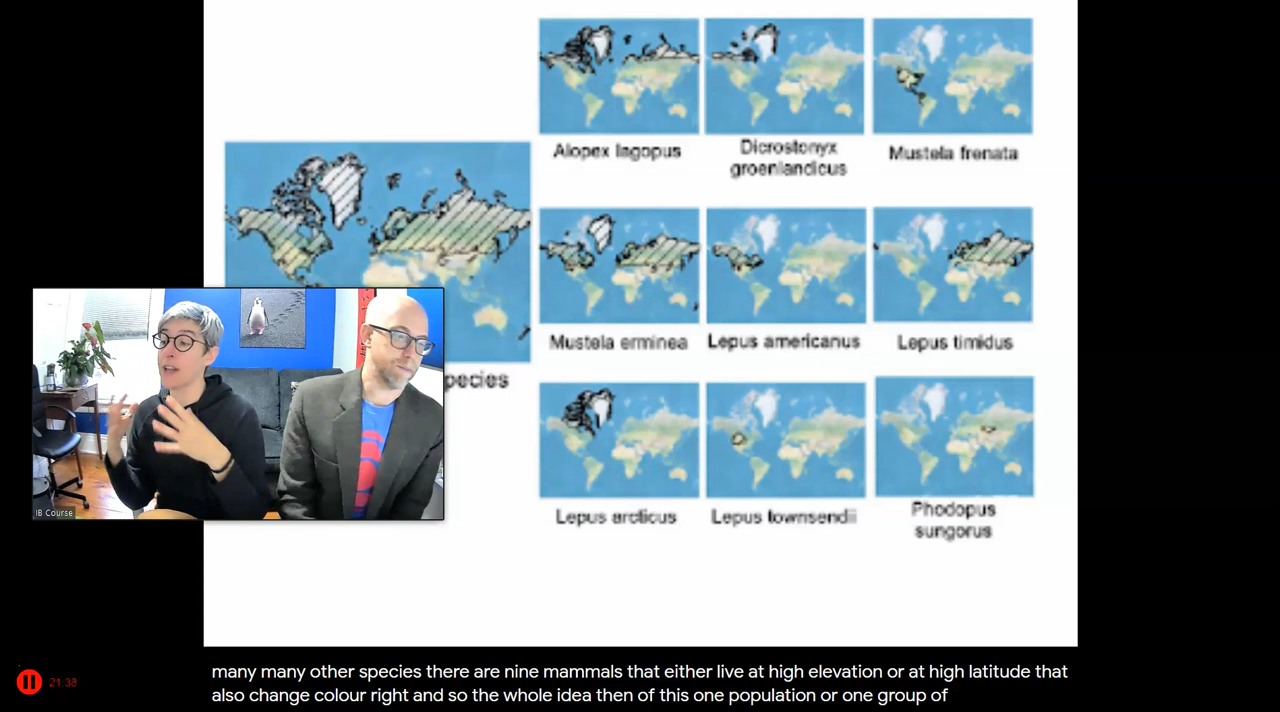 Alopex lagopus
Dicrostonyx
groenlandicus
Mustela frenata
Mustela erminea
Lepus americanus
Lepus timidus
pecies
Lepus arcticus
Lepus townsendii
Phodopus
sungorus
IB Course
21:38
many many other species there are nine mammals that either live at high elevation or at high latitude that
also change colour right and so the whole idea then of this one population or one group of